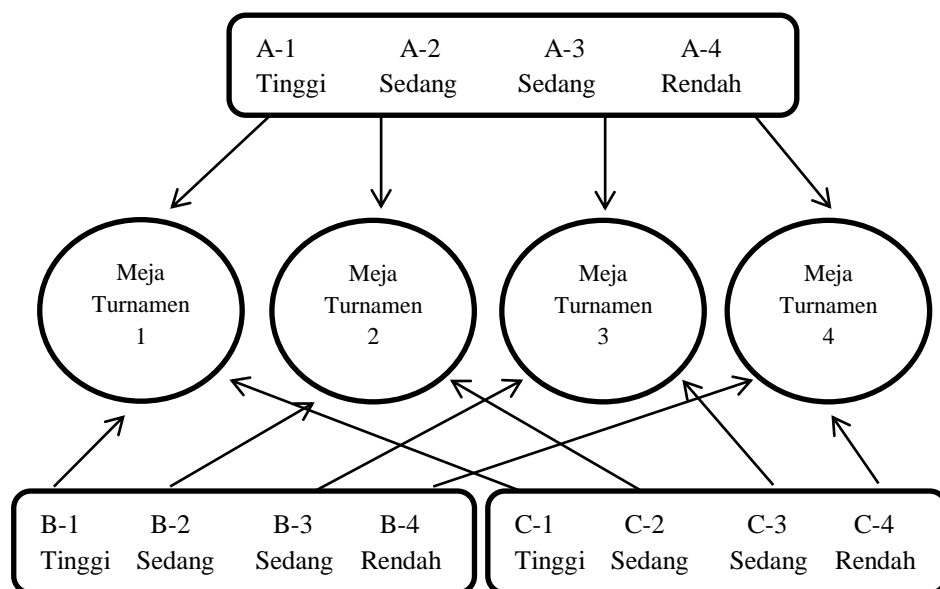 A-1 A-2 A-3 A-4
Tinggi Sedang Sedang Rendah
Meja
Turnamen
1
Meja
Turnamen
2
Meja
Turnamen
3
Meja
Turnamen
4
B-1 B-2 B-3 B-4
Tinggi Sedang Sedang Rendah
C-1 C-2 C-3 C-4
Tinggi Sedang Sedang Rendah